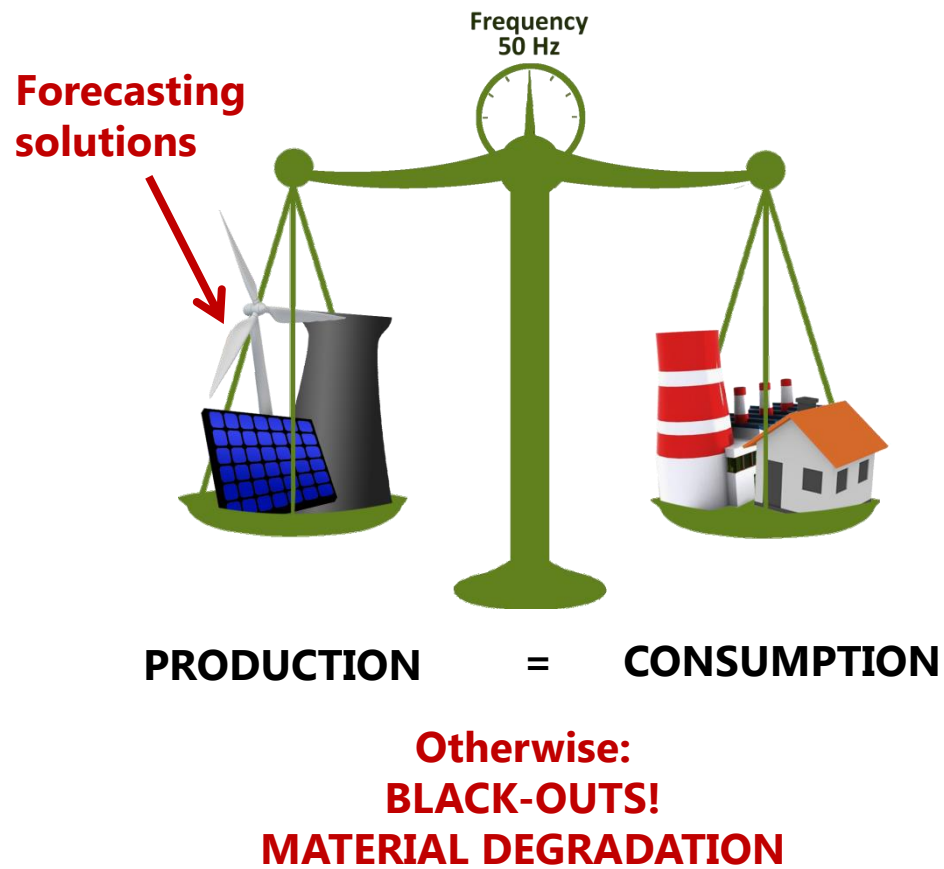 Frequency
50 Hz
Forecasting
solutions
PRODUCTION = CONSUMPTION
Otherwise:
BLACK-OUTS!
MATERIAL DEGRADATION